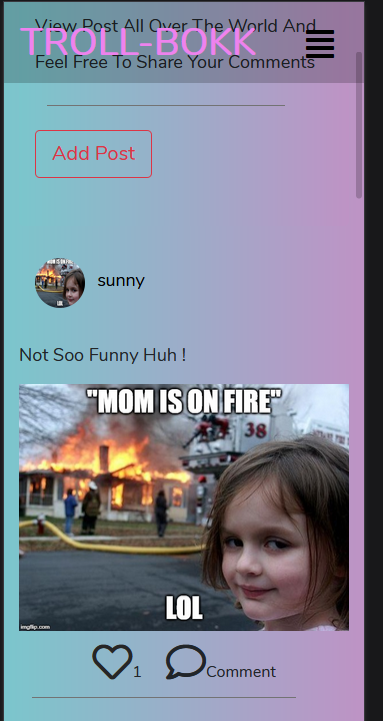 View Post All Over The World And
TROLL-BOKK
Feel Free To Share Your Comments
Add Post
sunny
Not Soo Funny Huh !
"MOM IS ON FIRE"
38
LOL
imgflip.com
1
Comment